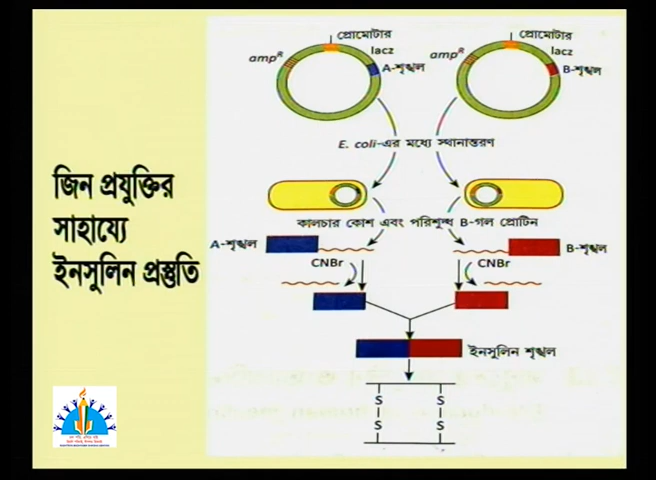 প্রোমোটার
ampR
lacz
A-শৃঙ্খল
প্রোমোটার
ampR
lacz
B-শৃঙ্খল
E. coli-এর মধ্যে স্থানান্তরণ
জিন প্রযুক্তির
সাহায্যে
ইনসুলিন প্রস্তুতি
কালচার কোশ এবং পরিশুদ্ধ B-গল প্রোটিন
A-শৃঙ্খল
B-শৃঙ্খল
CNBr
CNBr
ইনসুলিন শৃঙ্খল
S S
S S